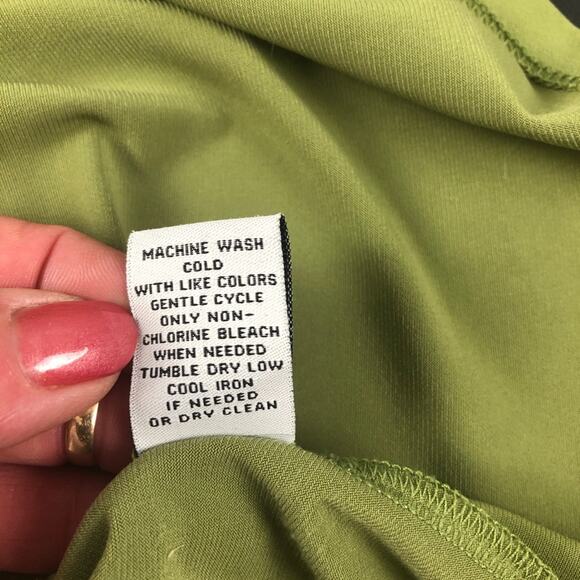 MACHINE WASH
COLD
WITH LIKE COLORS
GENTLE CYCLE
ONLY NON-
CHLORINE BLEACH
WHEN NEEDED
TUMBLE DRY LOW
COOL IRON
IF NEEDED
OR DRY CLEAN